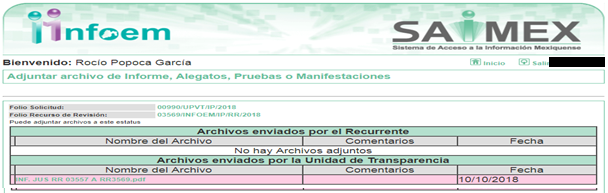 infoem
SAIMEX
Sistema de Acceso a la Información Mexiquense
Bienvenido: Rocío Popoca García
Inicio
Adjuntar archivo de Informe, Alegatos, Pruebas o Manifestaciones
Folio Solicitud: 00990/UPVT/IP/2018
Folio Recurso de Revisión: 03569/INFOEM/IP/RR/2018
Puede adjuntar archivos a este estatus
Archivos enviados por el Recurrente
Nombre del Archivo Comentarios Fecha
No hay Archivos adjuntos
Archivos enviados por la Unidad de Transparencia
Nombre del Archivo Comentarios Fecha
INF. JUS RR 03557 A RR3569.pdf 10/10/2018